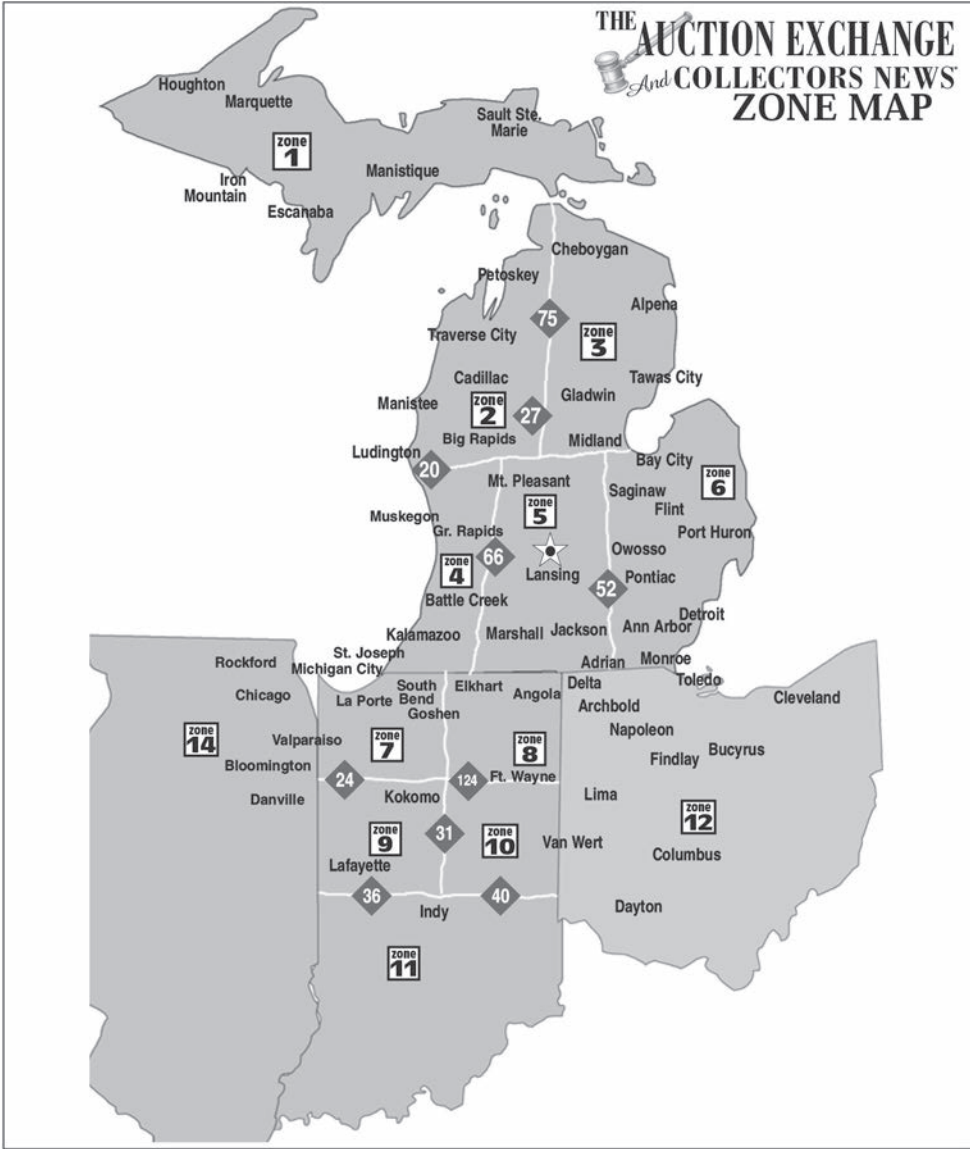 THE
AUCTION EXCHANGE
And COLLECTORS NEWS
ZONE MAP
Houghton
Marquette
Sault Ste.
Marie
zone
1
Manistique
Iron
Mountain
Escanaba
Cheboygan
Petoskey
Alpena
75
zone
3
Traverse City
Cadillac
Tawas City
Gladwin
Manistee
zone
2
27
Big Rapids
Midland
Ludington
20
Bay City
Mt. Pleasant
zone
6
Saginaw
zone
5
Flint
Muskegon
Gr. Rapids
Port Huron
66
Owosso
zone
4
Lansing
52
Pontiac
Battle Creek
Detroit
Kalamazoo
Marshall
Jackson
Ann Arbor
St. Joseph
Michigan City
Adrian
Monroe
Rockford
Toledo
Chicago
La Porte
South
Bend
Goshen
Elkhart
Angola
Delta
Archbold
Cleveland
Napoleon
zone
14
Valparaiso
zone
7
zone
8
Findlay
Bucyrus
Bloomington
24
124
Ft. Wayne
Danville
Kokomo
Lima
zone
12
zone
9
31
zone
10
Van Wert
Columbus
Lafayette
36
40
Indy
Dayton
zone
11